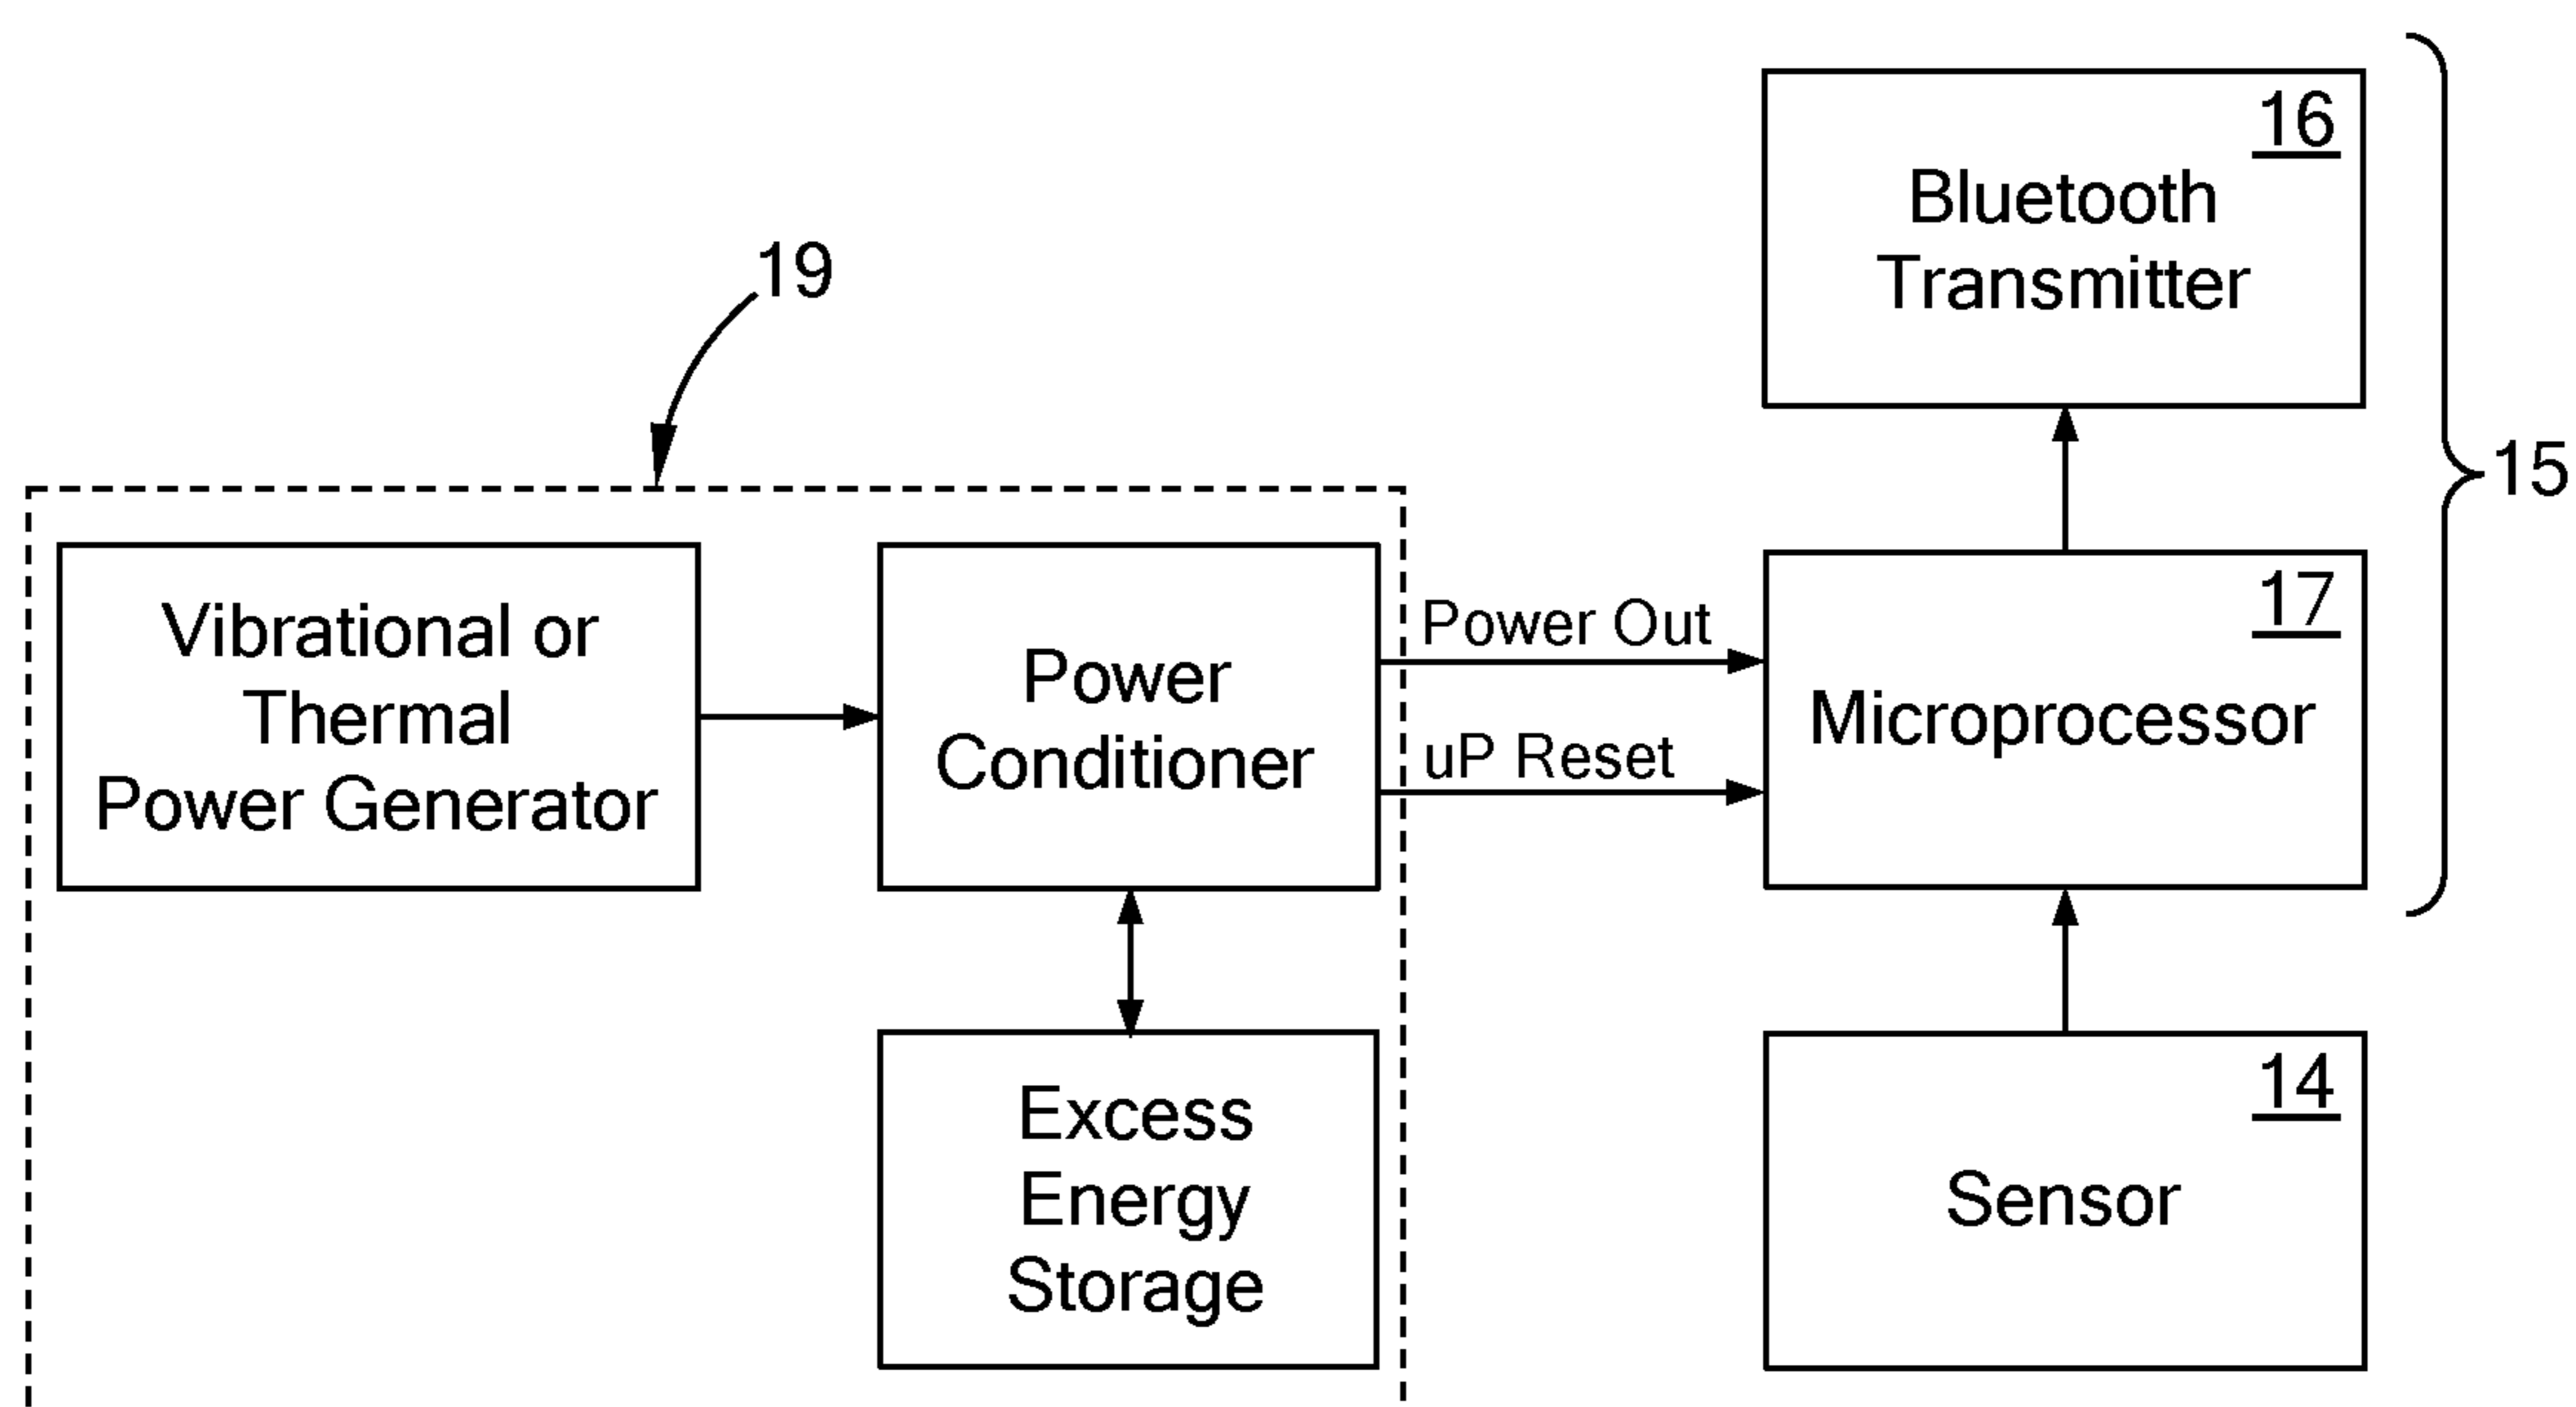 16
Bluetooth
Transmitter
19
15
Vibrational or
Thermal
Power Generator
Power
Conditioner
Power Out
uP Reset
17
Microprocessor
Excess
Energy
Storage
14
Sensor